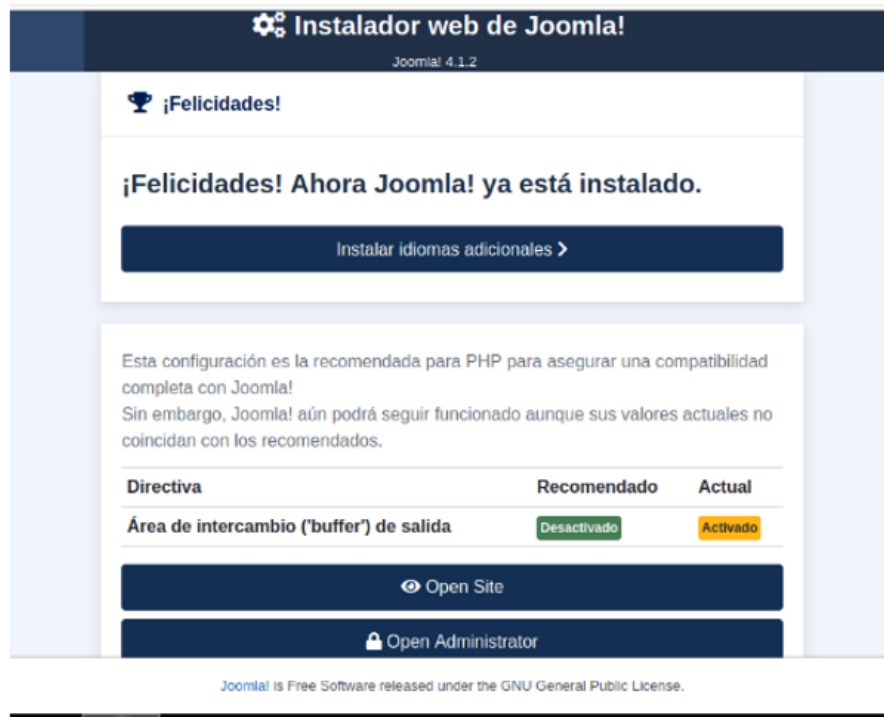 Instalador web de Joomla!
Joomla! 4.1.2
¡Felicidades!
¡Felicidades! Ahora Joomla! ya está instalado.
Instalar idiomas adicionales
Esta configuración es la recomendada para PHP para asegurar una compatibilidad
completa con Joomla!
Sin embargo, Joomla! aún podrá seguir funcionado aunque sus valores actuales no
coincidan con los recomendados.
Directiva Recomendado Actual
Área de intercambio ('buffer') de salida Desactivado Activado
Open Site
Open Administrator
Joomla! is Free Software released under the GNU General Public License.